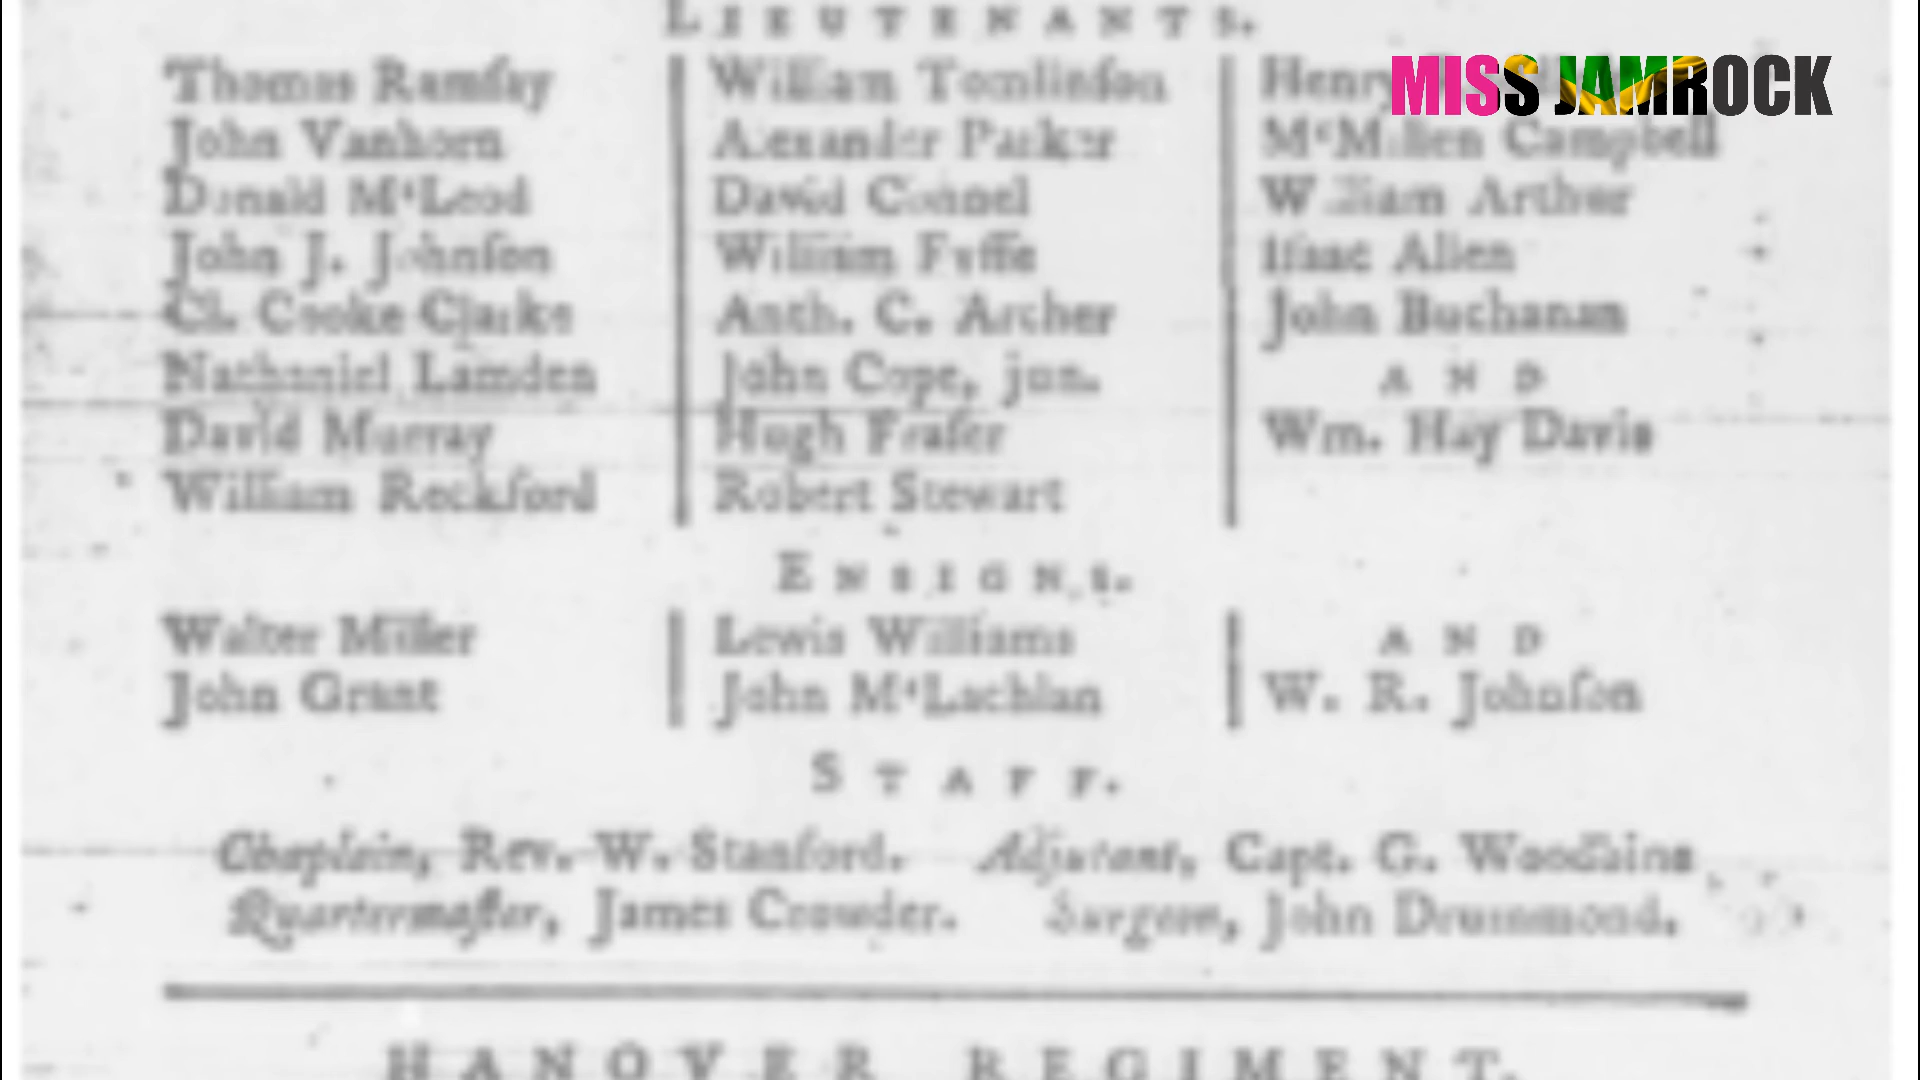 LIEUTENANTS.
Thomas Ramſay
John Vanhorn
Donald M‘Leod
John J. Johnſon
Cl. Cooke Clarke
Nathaniel Lamden
David Murray
William Reckford
William Tomlinſon
Alexander Parker
David Connel
William Fyffe
Anth. C. Archer
John Cope, jun.
Hugh Fraſer
Robert Stewart
Henry
M‘Millen Campbell
William Arthur
Iſaac Allen
John Buchanan
AND
Wm. Hay Davis
ENSIGNS.
Walter Miller
John Grant
Lewis Williams
John M‘Lachlan
AND
W. R. Johnſon
STAFF.
Chaplain, Rev. W. Stanford. Adjutant, Capt. G. Woodbine
Quartermaſter, James Crowder. Surgeon, John Drummond.
HANOVER REGIMENT.
MISS JAMROCK